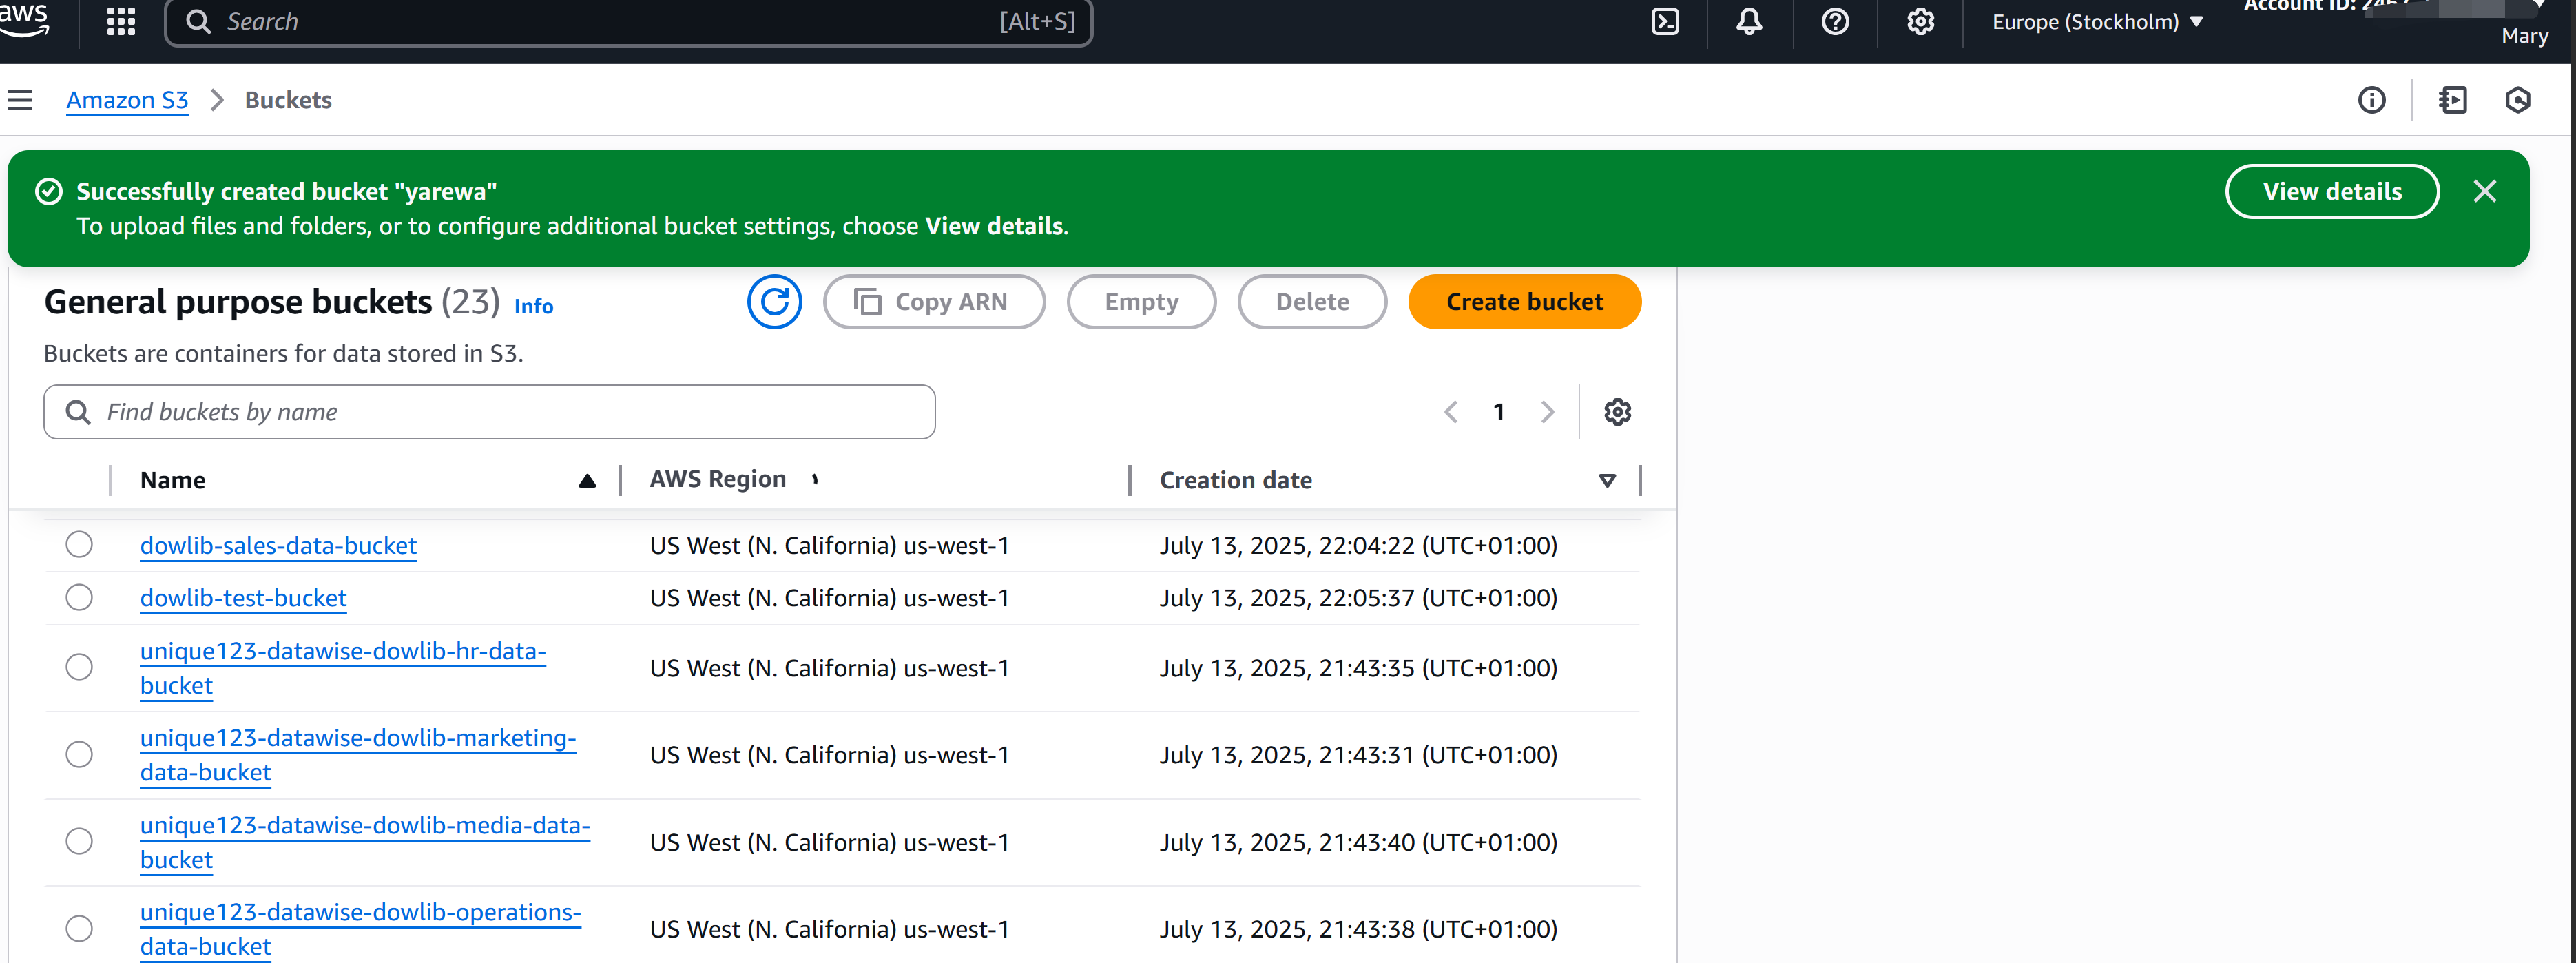 aws
Search [Alt+S]
Europe (Stockholm)
Account ID:
Mary
Amazon S3 > Buckets
Successfully created bucket "yarewa"
To upload files and folders, or to configure additional bucket settings, choose View details.
View details
General purpose buckets (23) Info
Copy ARN
Empty
Delete
Create bucket
Buckets are containers for data stored in S3.
Find buckets by name
1
Name AWS Region Creation date
dowlib-sales-data-bucket US West (N. California) us-west-1 July 13, 2025, 22:04:22 (UTC+01:00)
dowlib-test-bucket US West (N. California) us-west-1 July 13, 2025, 22:05:37 (UTC+01:00)
unique123-datawise-dowlib-hr-data-
bucket US West (N. California) us-west-1 July 13, 2025, 21:43:35 (UTC+01:00)
unique123-datawise-dowlib-marketing-
data-bucket US West (N. California) us-west-1 July 13, 2025, 21:43:31 (UTC+01:00)
unique123-datawise-dowlib-media-data-
bucket US West (N. California) us-west-1 July 13, 2025, 21:43:40 (UTC+01:00)
unique123-datawise-dowlib-operations-
data-bucket US West (N. California) us-west-1 July 13, 2025, 21:43:38 (UTC+01:00)